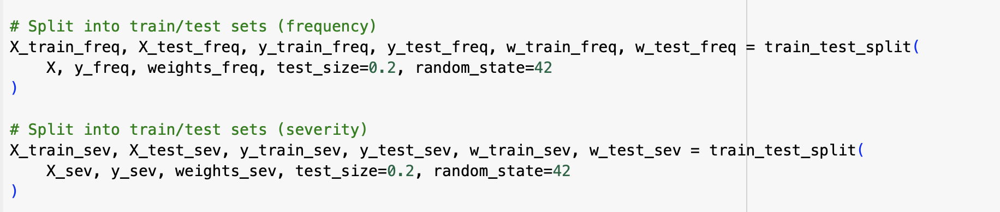 # Split into train/test sets (frequency)
X_train_freq, X_test_freq, y_train_freq, y_test_freq, w_train_freq, w_test_freq = train_test_split(
    X, y_freq, weights_freq, test_size=0.2, random_state=42
)
# Split into train/test sets (severity)
X_train_sev, X_test_sev, y_train_sev, y_test_sev, w_train_sev, w_test_sev = train_test_split(
    X_sev, y_sev, weights_sev, test_size=0.2, random_state=42
)